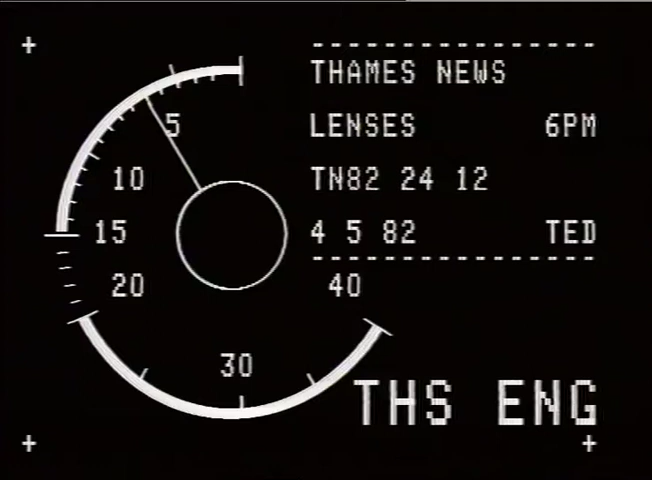 THAMES NEWS
5
LENSES 6PM
10
TN82 24 12
15
4 5 82 TED
20
40
30
THS ENG